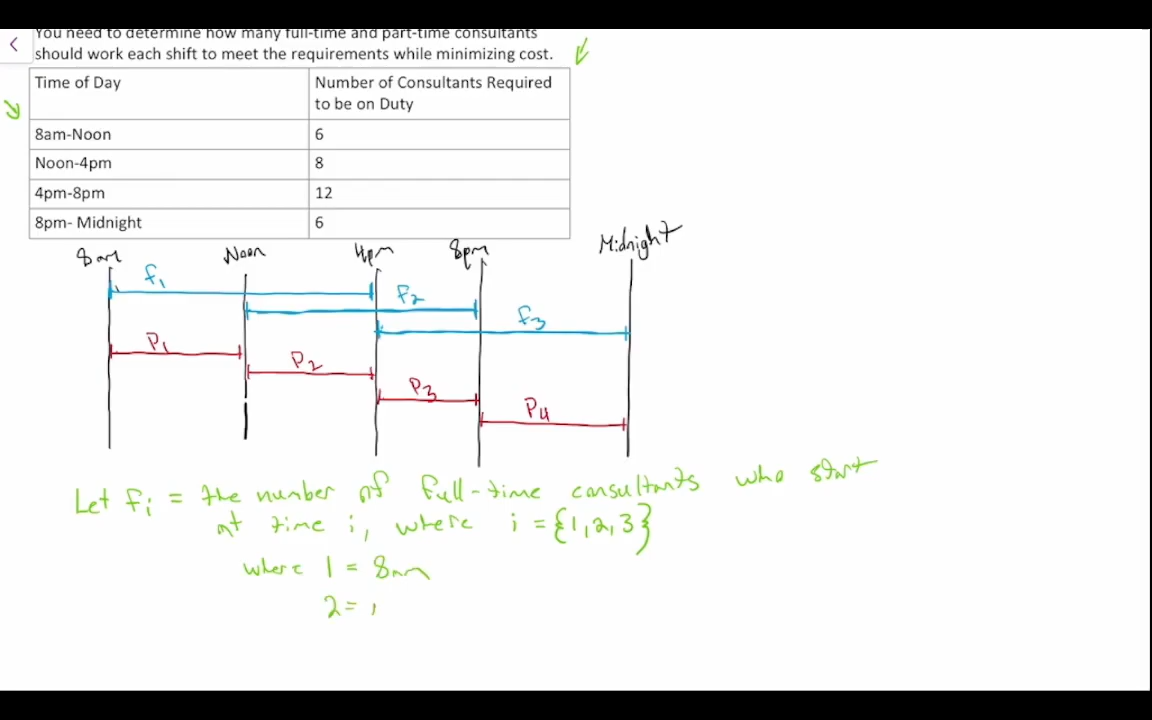 You need to determine how many full-time and part-time consultants
should work each shift to meet the requirements while minimizing cost.
Time of Day Number of Consultants Required to be on Duty
8am-Noon 6
Noon-4pm 8
4pm-8pm 12
8pm- Midnight 6
8am Noon 4pm 8pm Midnight
f1
f2
f3
P1
P2
P3
P4
Let fi = the number of full-time consultants who start
at time i, where i = {1,2,3}
where 1 = 8am
2 =